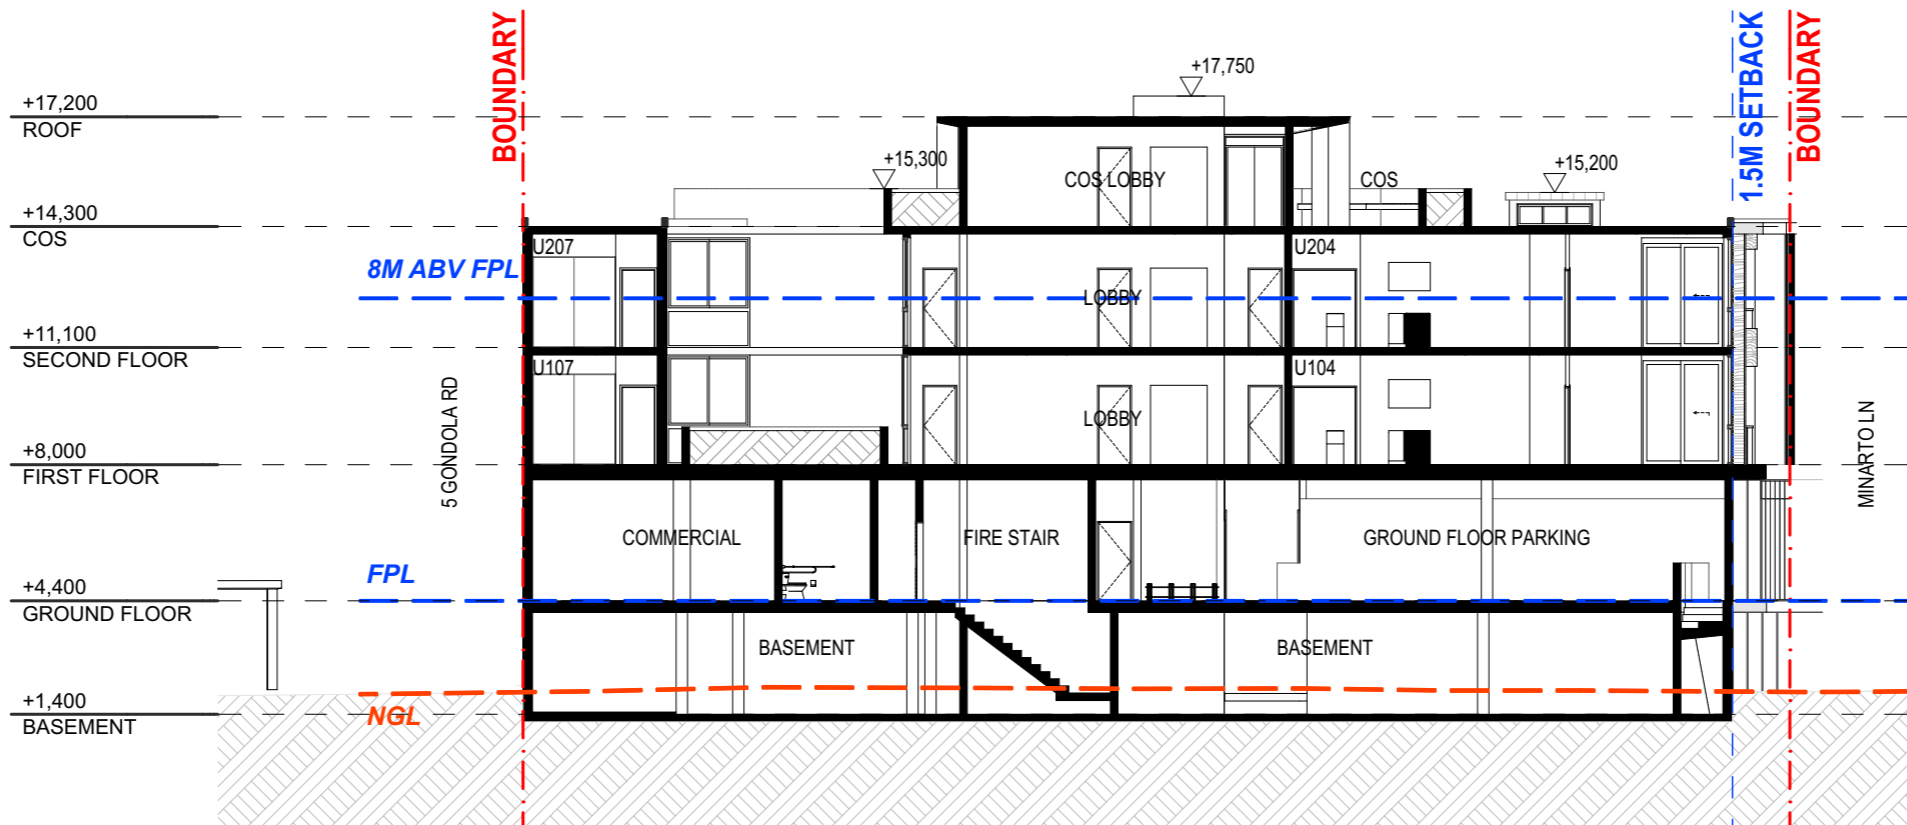 BOUNDARY
1.5M SETBACK
BOUNDARY
+17,750
+17,200
ROOF
+15,300
COS LOBBY
COS
+15,200
+14,300
COS
U207
U204
8M ABV FPL
LOBBY
+11,100
SECOND FLOOR
U107
U104
5 GONDOLA RD
LOBBY
MINARTO LN
+8,000
FIRST FLOOR
COMMERCIAL
FIRE STAIR
GROUND FLOOR PARKING
FPL
+4,400
GROUND FLOOR
BASEMENT
BASEMENT
+1,400
BASEMENT
NGL